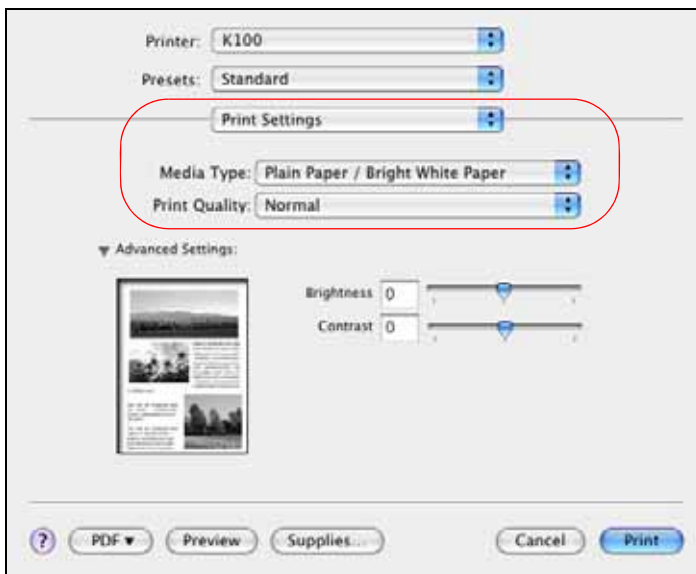 Printer: K100
Presets: Standard
Print Settings
Media Type: Plain Paper / Bright White Paper
Print Quality: Normal
▼ Advanced Settings:
Brightness 0
Contrast 0
? PDF ▼ Preview Supplies... Cancel Print